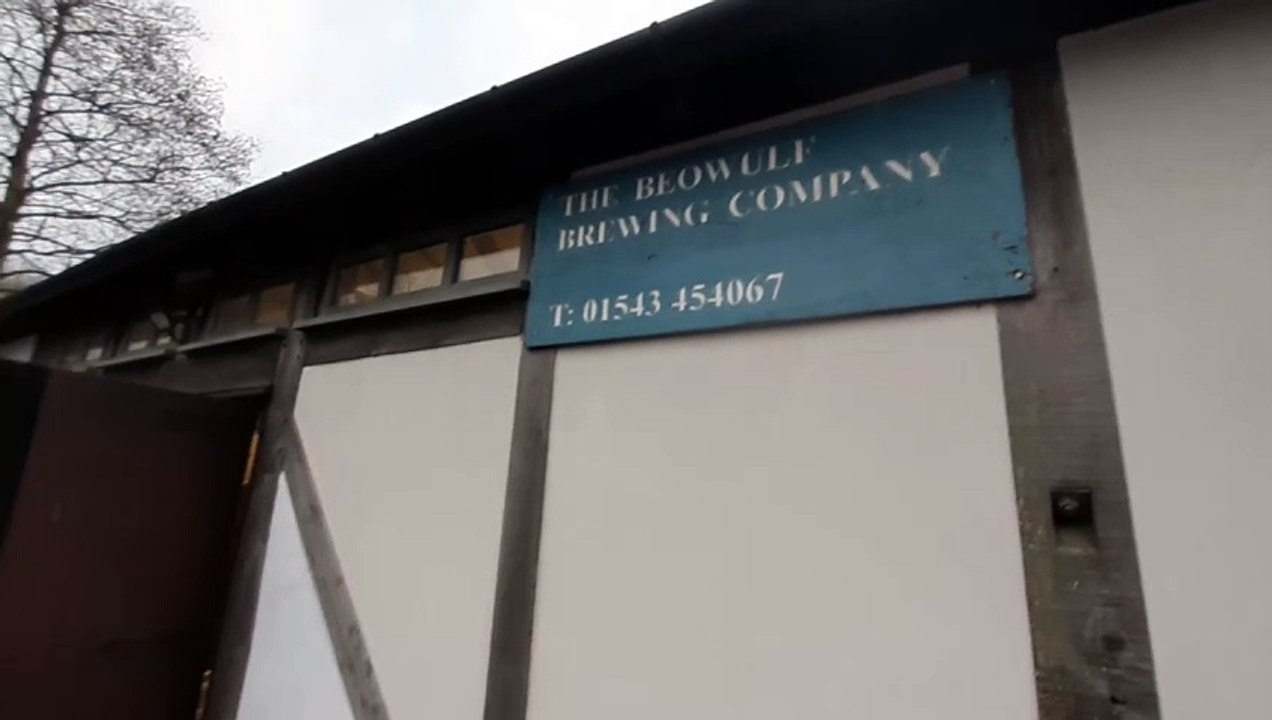 THE BEOWULF
BREWING COMPANY
T: 01543 454067